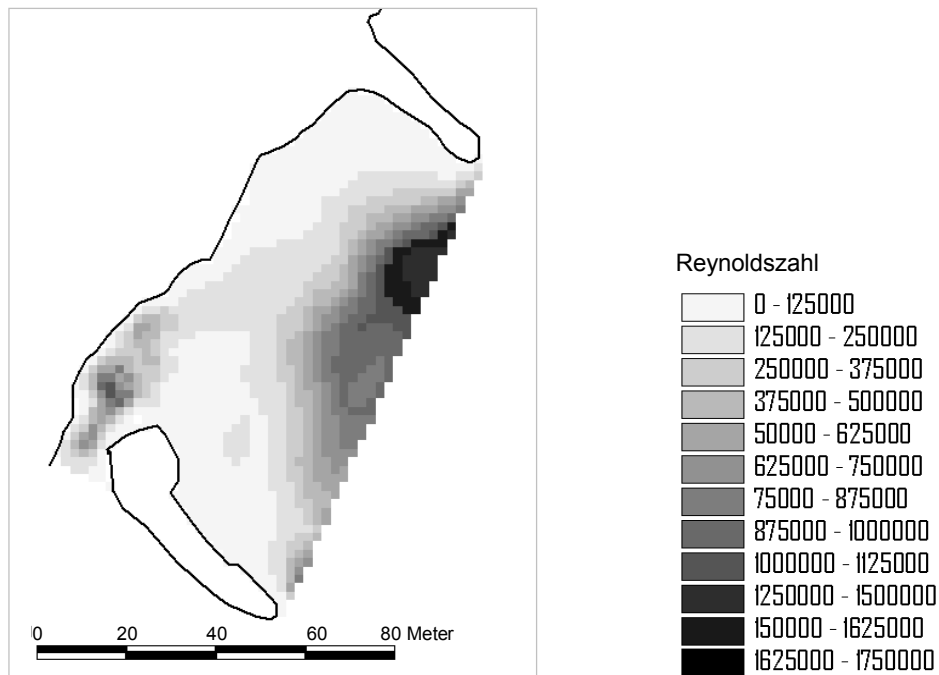 Reynoldszahl
0 - 125000
125000 - 250000
250000 - 375000
375000 - 500000
50000 - 625000
625000 - 750000
75000 - 875000
875000 - 1000000
1000000 - 1125000
1250000 - 1500000
150000 - 1625000
1625000 - 1750000
0 20 40 60 80 Meter